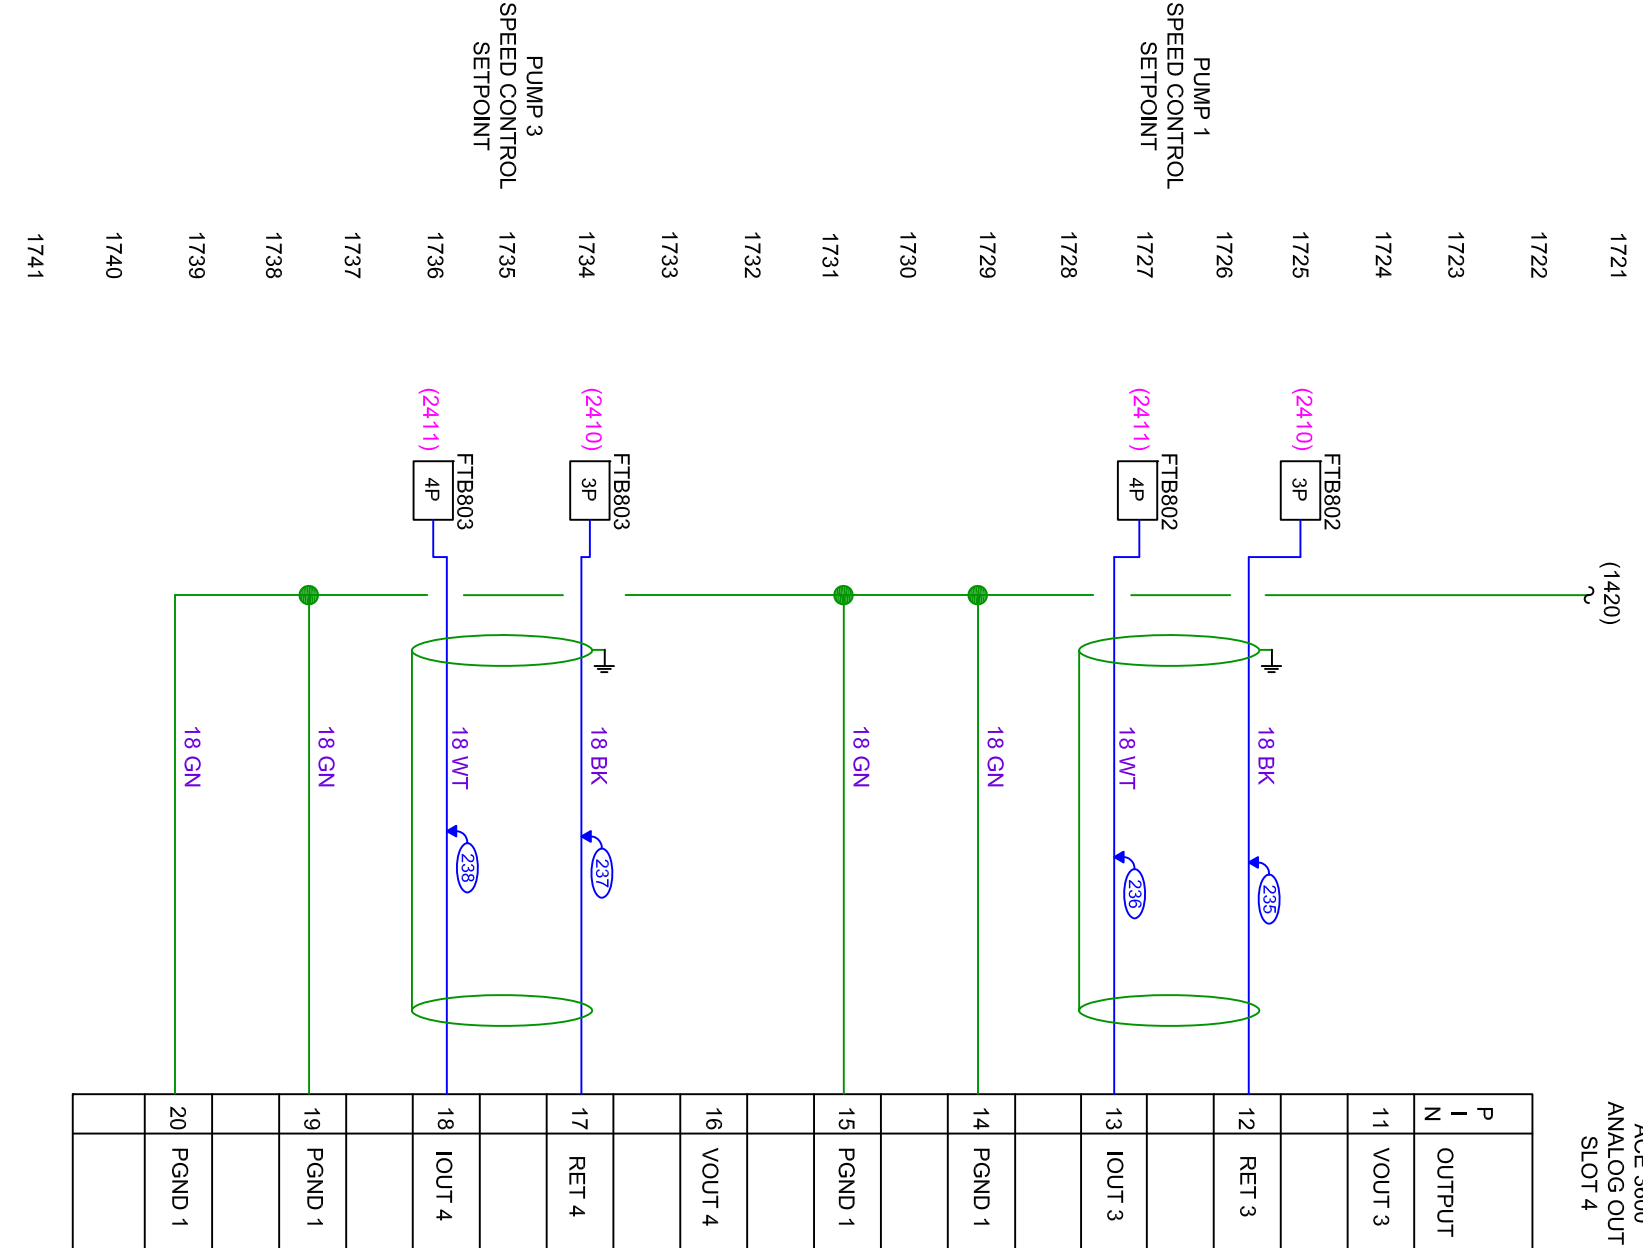 ACE 3600
ANALOG OUT
SLOT 4
P
I
N
OUTPUT
(1420)
1721
1722
1723
1724
1725
1726
1727
1728
1729
1730
1731
1732
1733
1734
1735
1736
1737
1738
1739
1740
1741
PUMP 1
SPEED CONTROL
SETPOINT
PUMP 3
SPEED CONTROL
SETPOINT
11 VOUT 3
(2410)
FTB802
3P
18 BK
235
12 RET 3
(2411)
FTB802
4P
18 WT
236
13 IOUT 3
18 GN
14 PGND 1
18 GN
15 PGND 1
16 VOUT 4
(2410)
FTB803
3P
18 BK
237
17 RET 4
(2411)
FTB803
4P
18 WT
238
18 IOUT 4
18 GN
19 PGND 1
18 GN
20 PGND 1